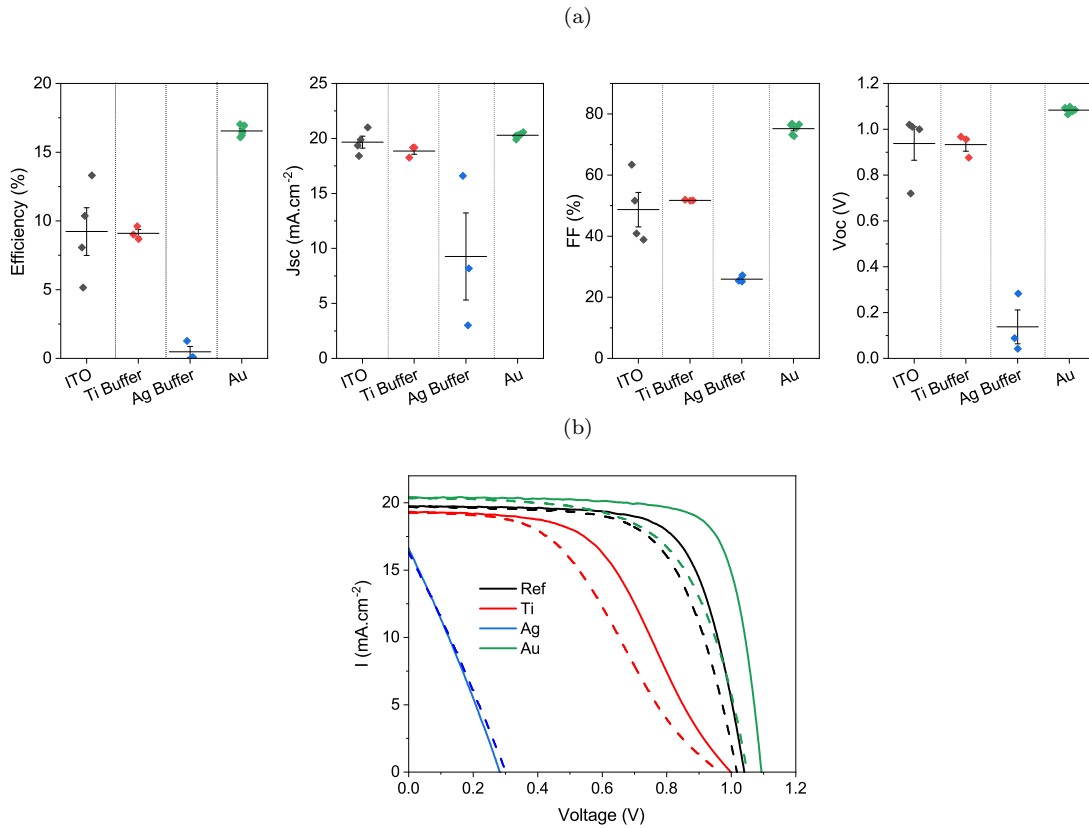 (a)
Efficiency (%)
20
15
10
5
0
ITO
Ti Buffer
Ag Buffer
Au
Jsc (mA.cm-2)
25
20
15
10
5
0
ITO
Ti Buffer
Ag Buffer
Au
FF (%)
80
60
40
20
ITO
Ti Buffer
Ag Buffer
Au
Voc (V)
1.2
1.0
0.8
0.6
0.4
0.2
0.0
ITO
Ti Buffer
Ag Buffer
Au
(b)
I (mA.cm-2)
20
15
10
5
0
Ref
Ti
Ag
Au
0.0 0.2 0.4 0.6 0.8 1.0 1.2
Voltage (V)